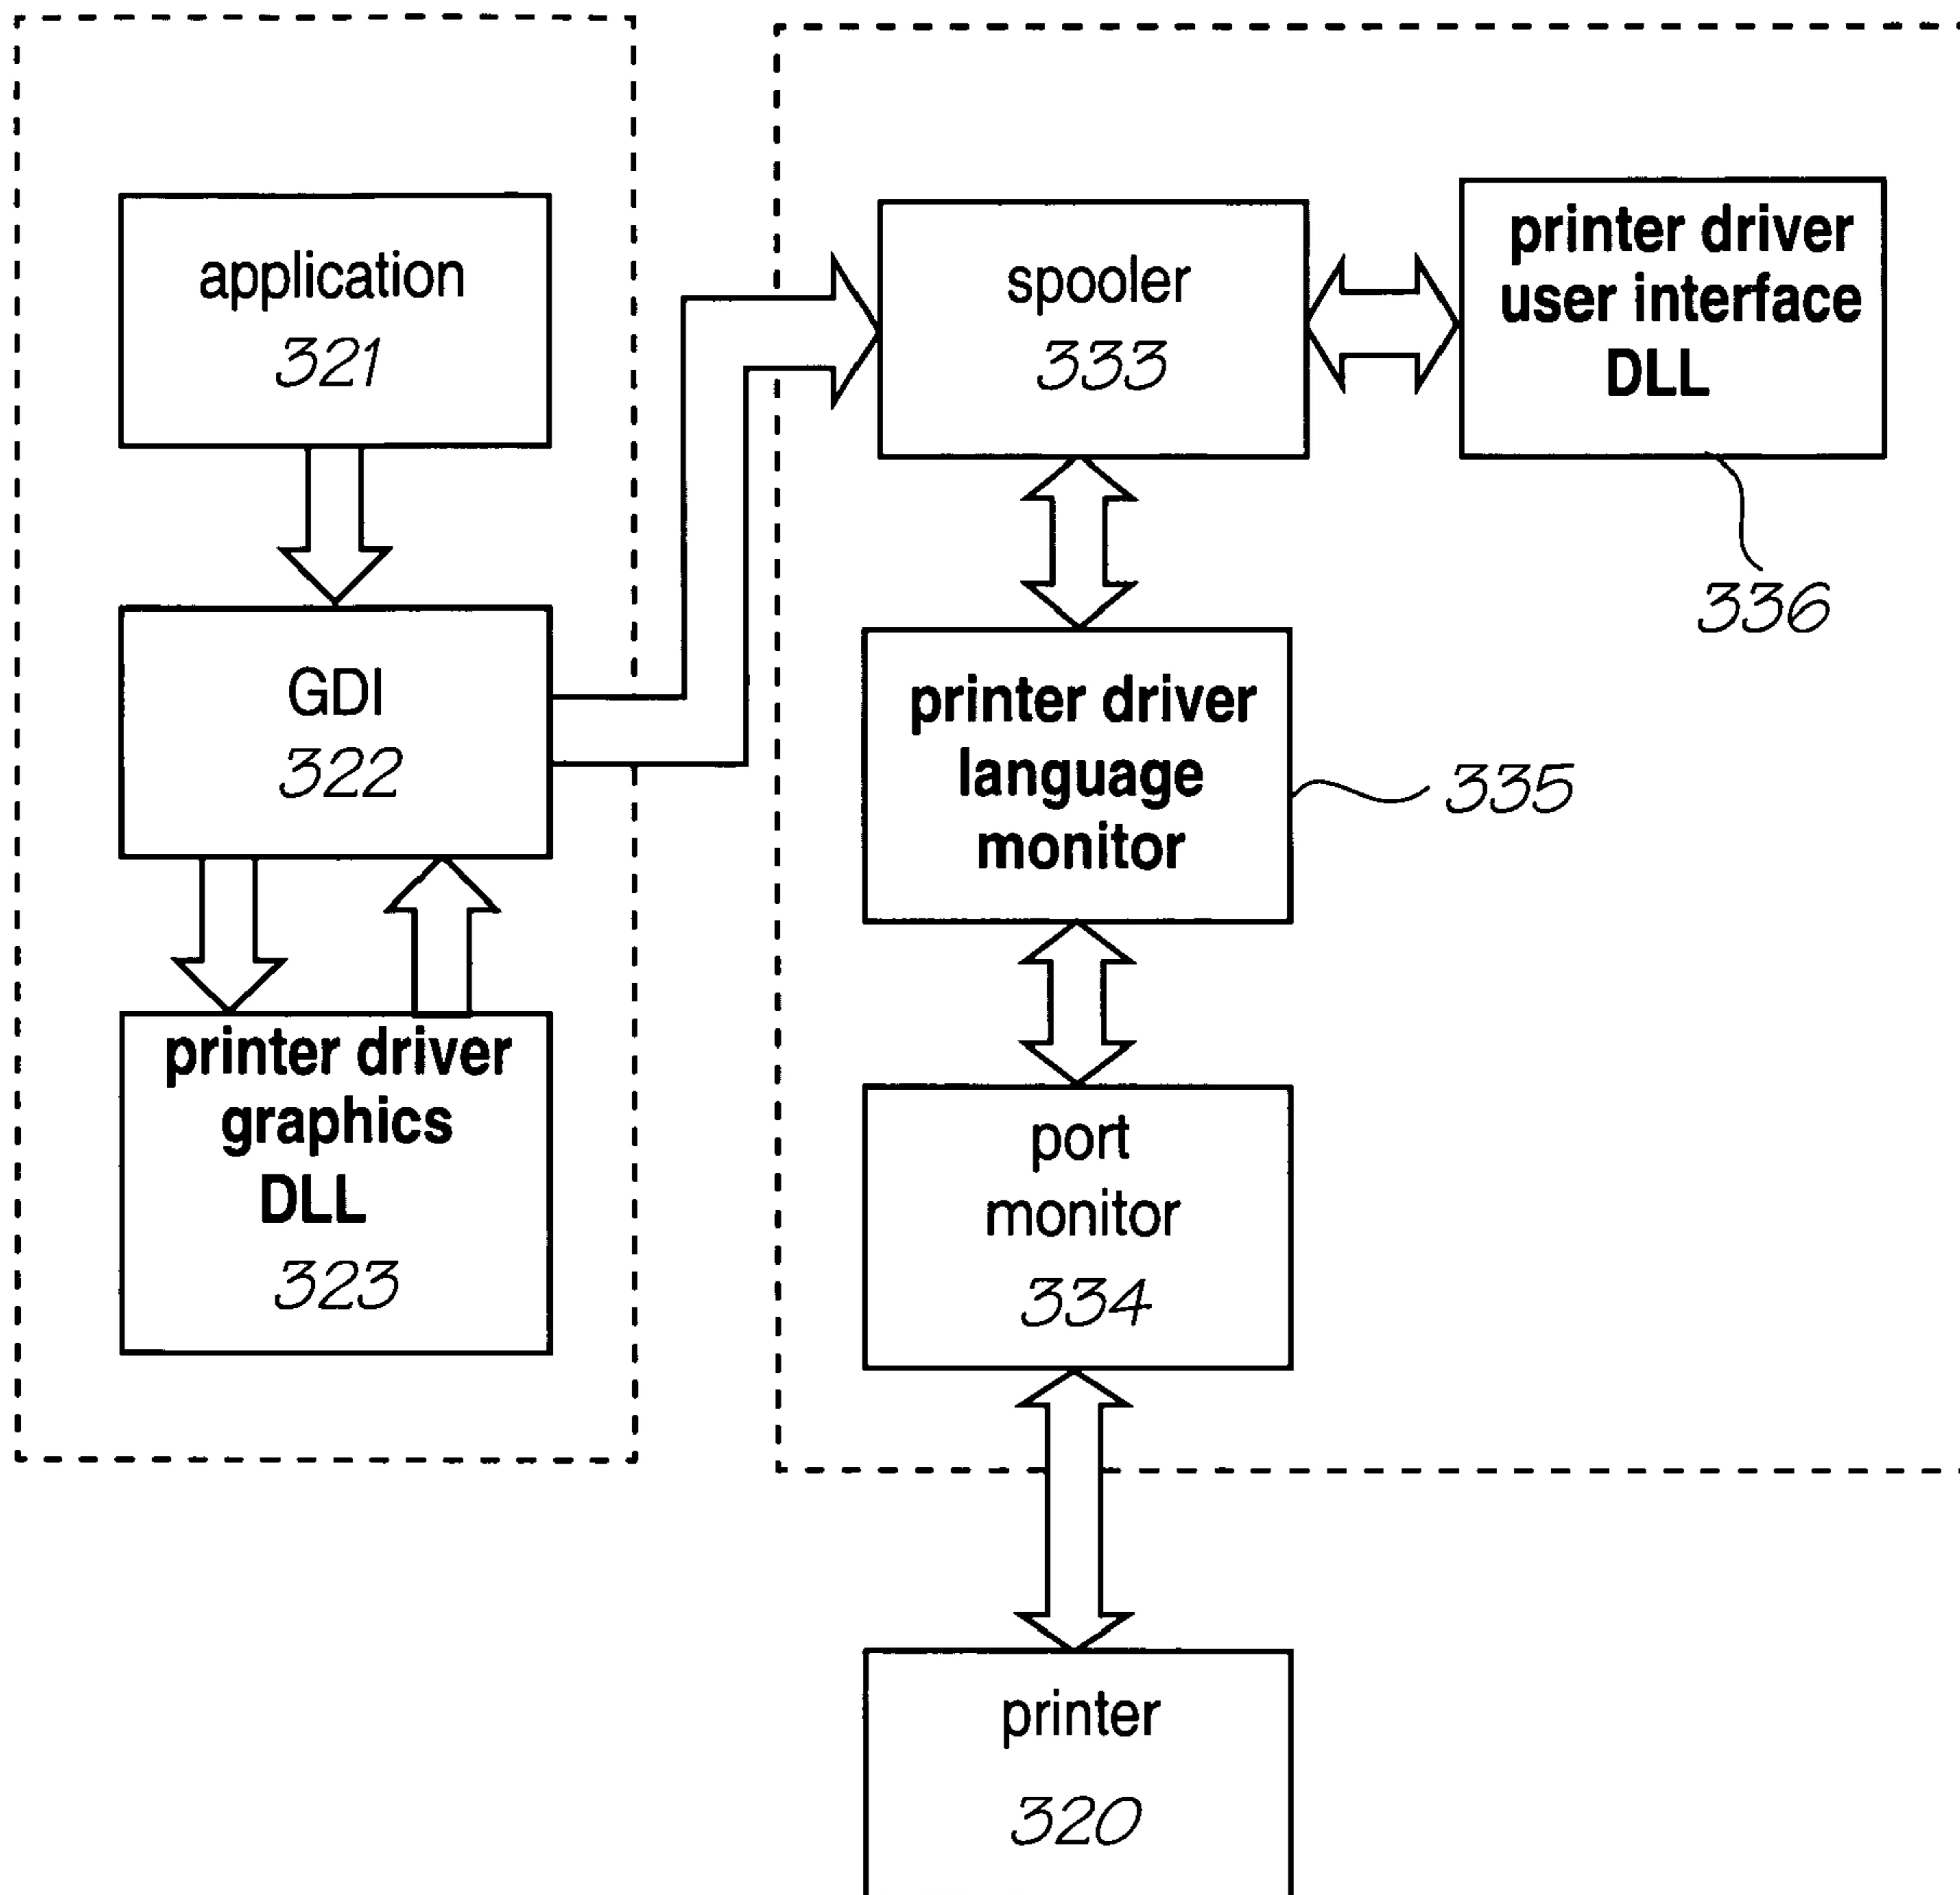 application
321
GDI
322
printer driver
graphics
DLL
323
spooler
333
printer driver
user interface
DLL
336
printer driver
language
monitor
335
port
monitor
334
printer
320